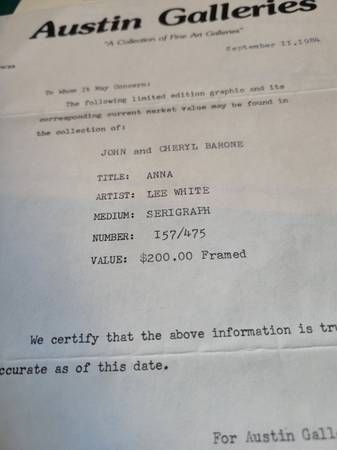 Austin Galleries
"A Collection of Fine Art Galleries"
September 11, 1984
To Whom It May Concern:
The following limited edition graphic and its
corresponding current market value may be found in
the collection of:
JOHN and CHERYL BARONE
TITLE: ANNA
ARTIST: LEE WHITE
MEDIUM: SERIGRAPH
NUMBER: 157/475
VALUE: $200.00 Framed
We certify that the above information is tru
ccurate as of this date.
For Austin Galle